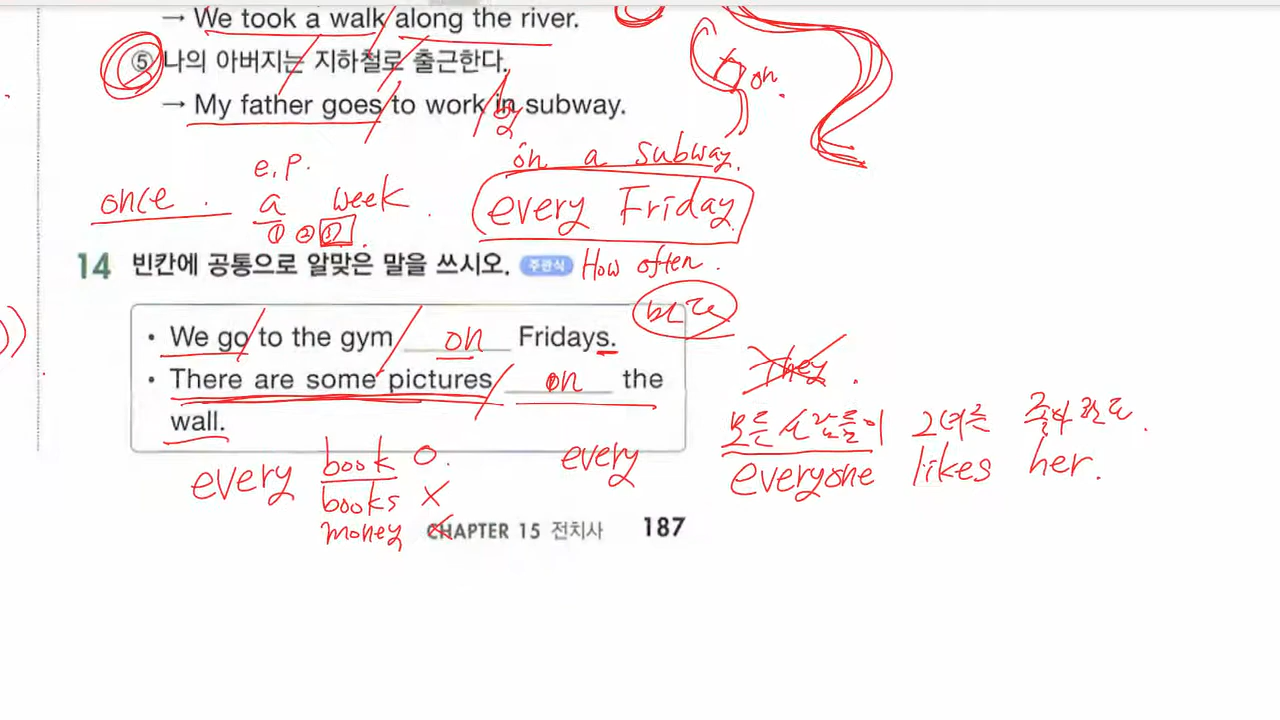 → We took a walk along the river.
⑤ 나의 아버지는 지하철로 출근한다.
on
→ My father goes to work in subway.
by
on a subway.
e.p.
once. a week.
every Friday
① ② ③
14 빈칸에 공통으로 알맞은 말을 쓰시오. 주관식
How often.
빈도
• We go to the gym on Fridays.
They.
• There are some pictures on the
wall.
모든 사람들이 그녀를 좋아한다.
every book O.
every
everyone likes her.
books X
money X
CHAPTER 15 전치사 187